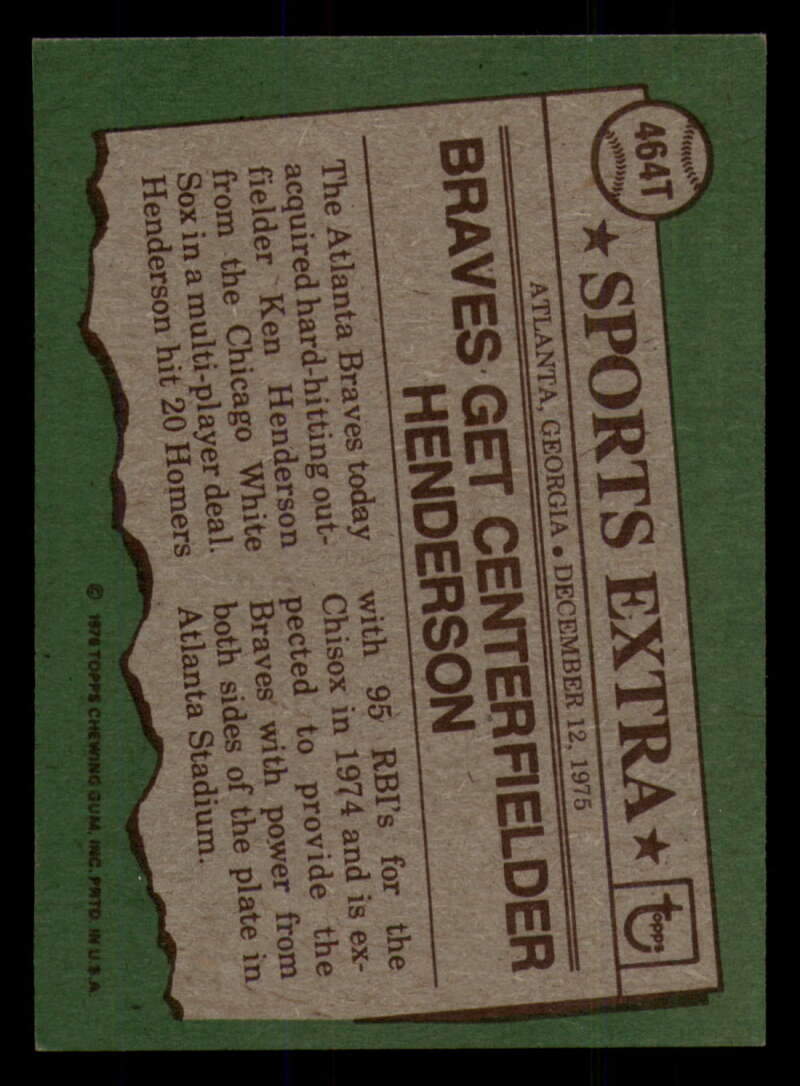 464T
★ SPORTS EXTRA ★
topps
ATLANTA, GEORGIA • DECEMBER 12, 1975
BRAVES GET CENTERFIELDER
HENDERSON
The Atlanta Braves today
acquired hard-hitting out-
fielder Ken Henderson
from the Chicago White
Sox in a multi-player deal.
Henderson hit 20 Homers
with 95 RBI's for the
Chisox in 1974 and is ex-
pected to provide the
Braves with power from
both sides of the plate in
Atlanta Stadium.
© 1976 TOPPS CHEWING GUM, INC. PRTD. IN U.S.A.